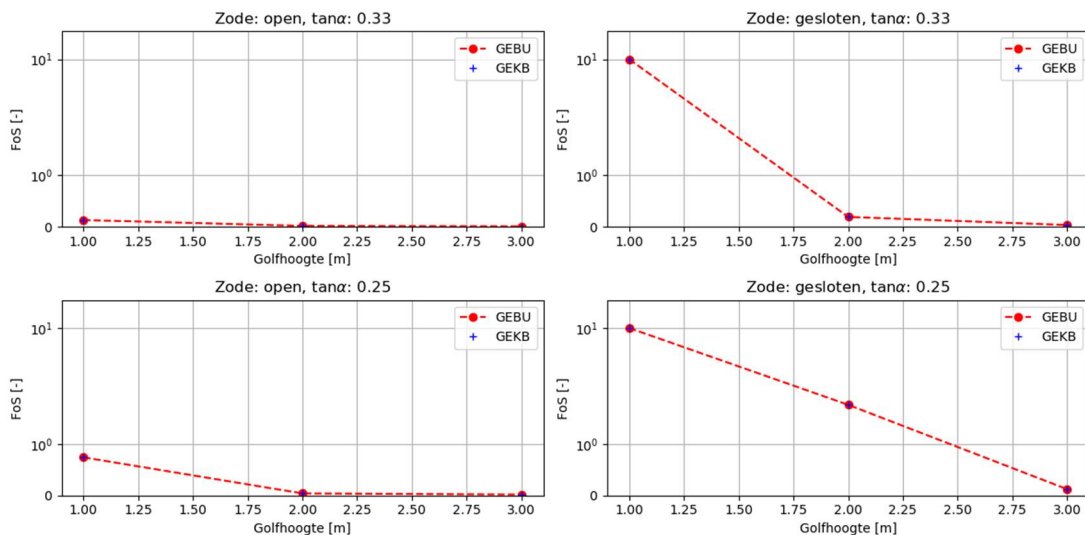 Zode: open, tanα: 0.33
10¹
10⁰
0
FoS [-]
GEBU
GEKB
1.00 1.25 1.50 1.75 2.00 2.25 2.50 2.75 3.00
Golfhoogte [m]
Zode: gesloten, tanα: 0.33
10¹
10⁰
0
FoS [-]
GEBU
GEKB
1.00 1.25 1.50 1.75 2.00 2.25 2.50 2.75 3.00
Golfhoogte [m]
Zode: open, tanα: 0.25
10¹
10⁰
0
FoS [-]
GEBU
GEKB
1.00 1.25 1.50 1.75 2.00 2.25 2.50 2.75 3.00
Golfhoogte [m]
Zode: gesloten, tanα: 0.25
10¹
10⁰
0
FoS [-]
GEBU
GEKB
1.00 1.25 1.50 1.75 2.00 2.25 2.50 2.75 3.00
Golfhoogte [m]